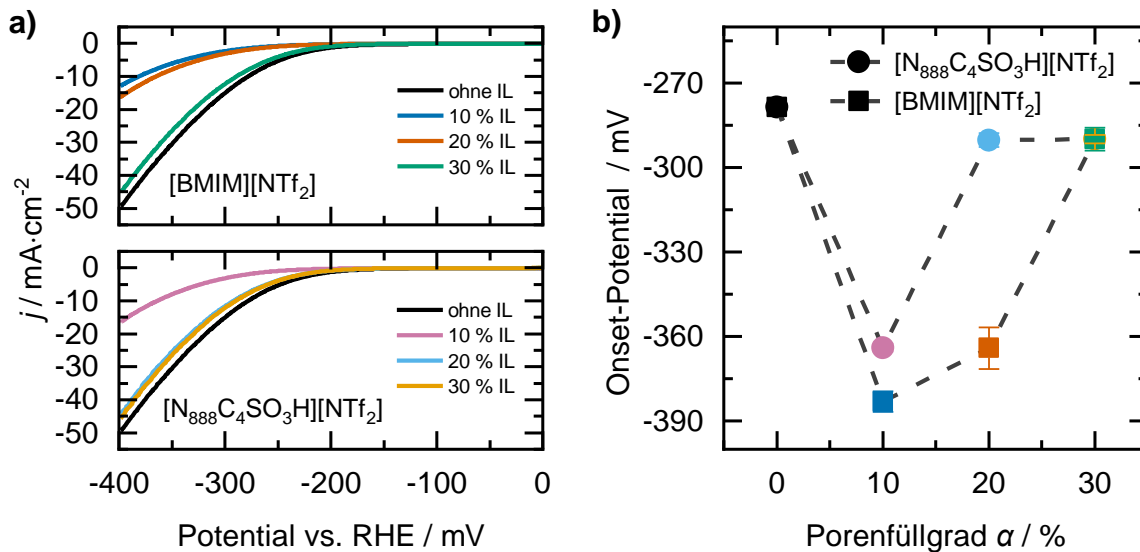 a)
0
-10
-20
-30
-40
-50
ohne IL
10 % IL
20 % IL
30 % IL
[BMIM][NTf₂]
j / mA·cm⁻²
0
-10
-20
-30
-40
-50
ohne IL
10 % IL
20 % IL
30 % IL
[N₈₈₈C₄SO₃H][NTf₂]
-400 -300 -200 -100 0
Potential vs. RHE / mV
b)
[N₈₈₈C₄SO₃H][NTf₂]
[BMIM][NTf₂]
Onset-Potential / mV
-270
-300
-330
-360
-390
0 10 20 30
Porenfüllgrad α / %